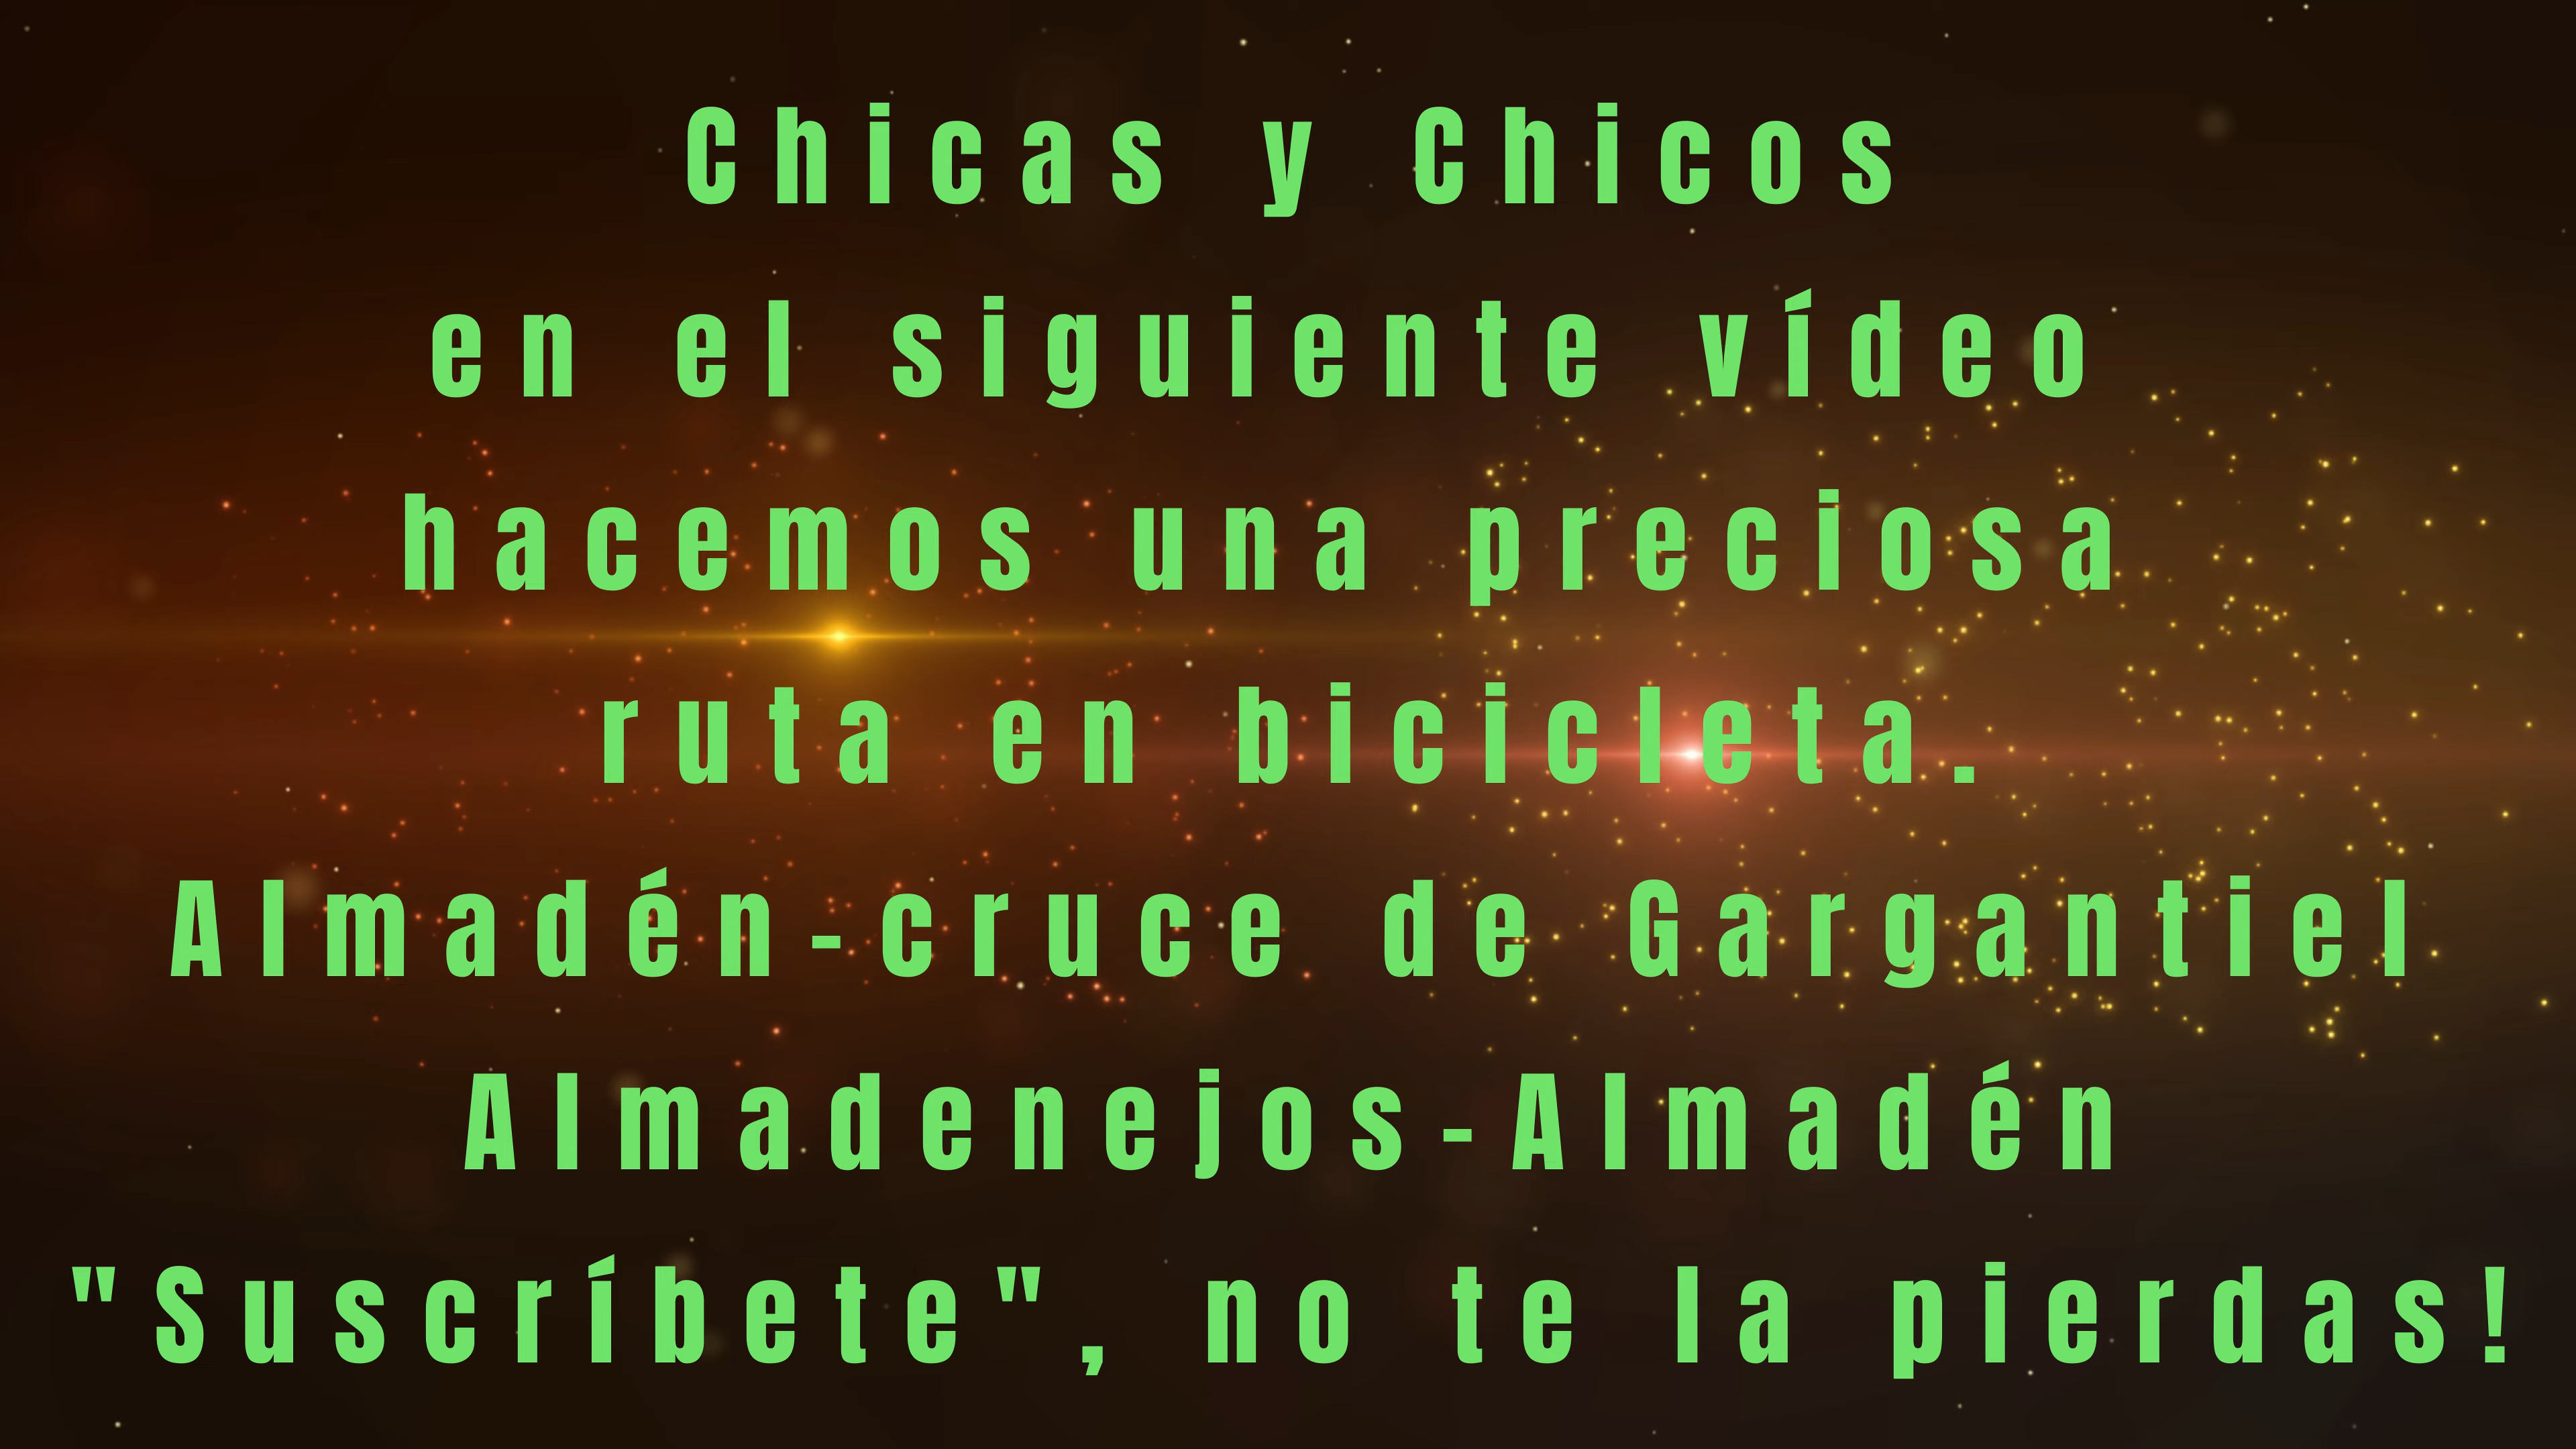 Chicas y Chicos
en el siguiente vídeo
hacemos una preciosa
ruta en bicicleta.
Almadén-cruce de Gargantiel
Almadenejos-Almadén
"Suscríbete", no te la pierdas!